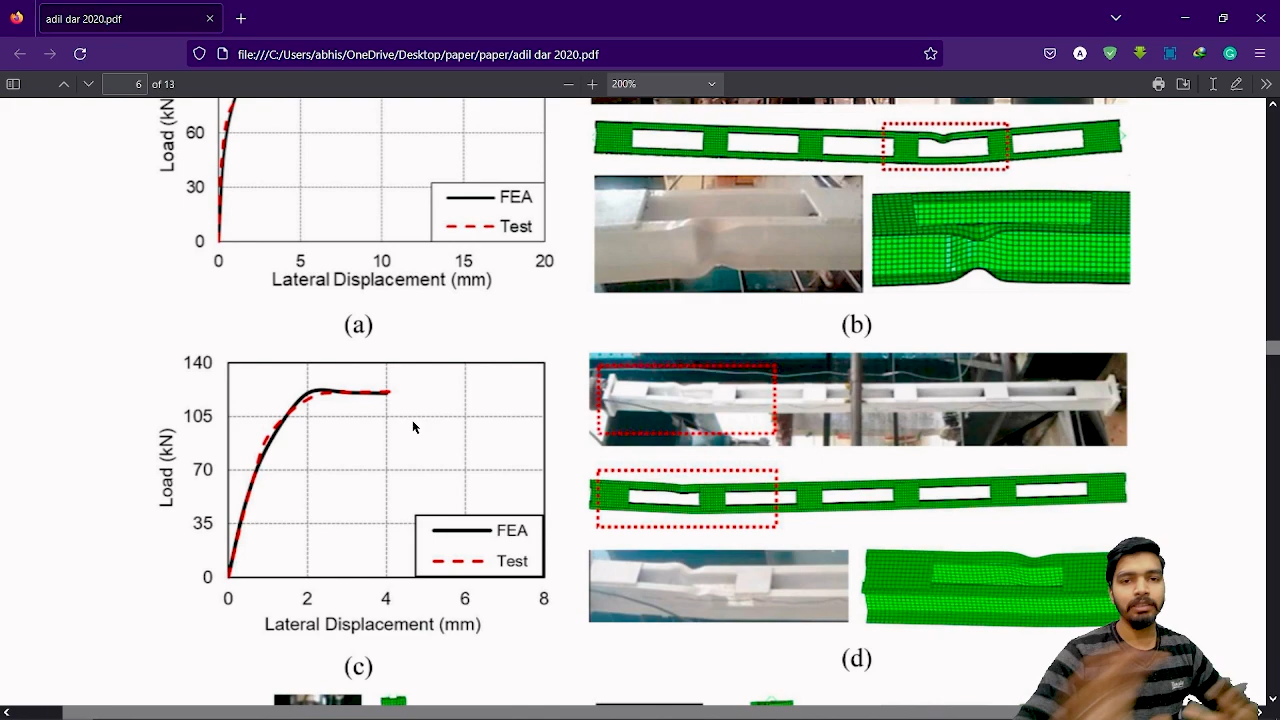 adil dar 2020.pdf
file:///C:/Users/abhis/OneDrive/Desktop/paper/paper/adil dar 2020.pdf
6 of 13
200%
Load (kN
60
30
0
FEA
Test
0 5 10 15 20
Lateral Displacement (mm)
(a)
(b)
140
105
70
35
0
Load (kN)
FEA
Test
0 2 4 6 8
Lateral Displacement (mm)
(c)
(d)